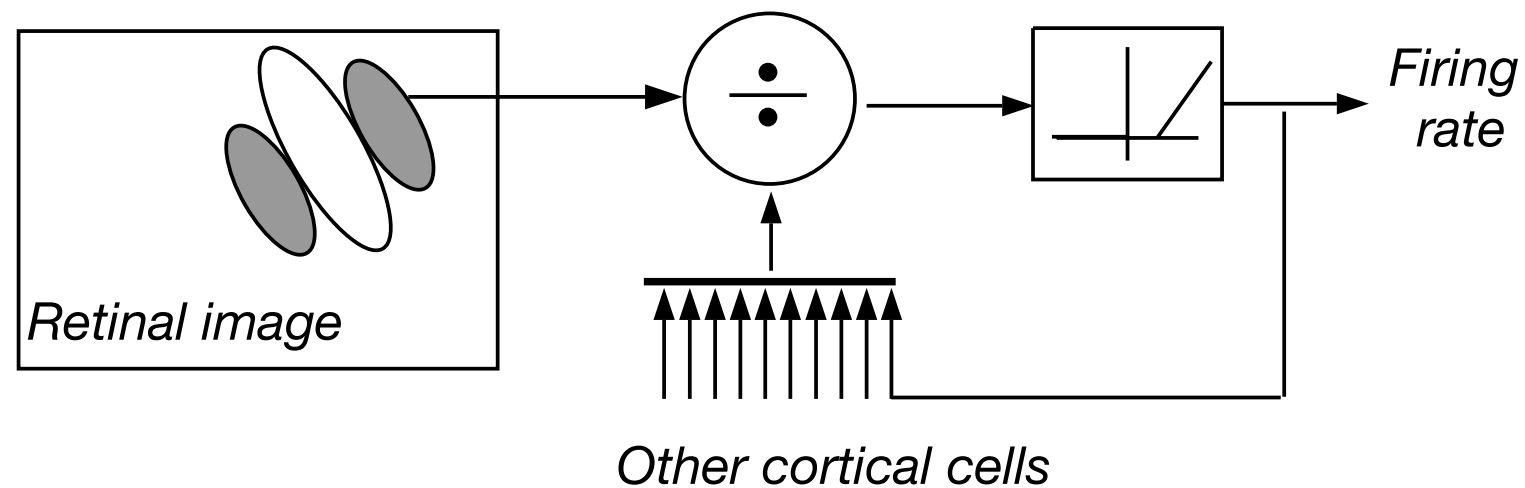 Firing
rate
Retinal image
÷
Other cortical cells